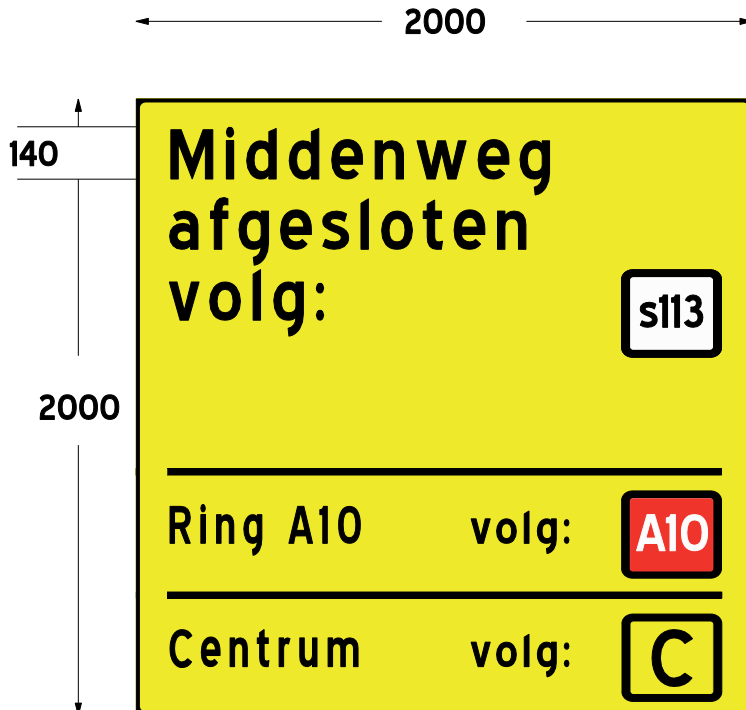 2000
140
Middenweg
afgesloten
volg:
s113
2000
Ring A10 volg: A10
Centrum volg: C